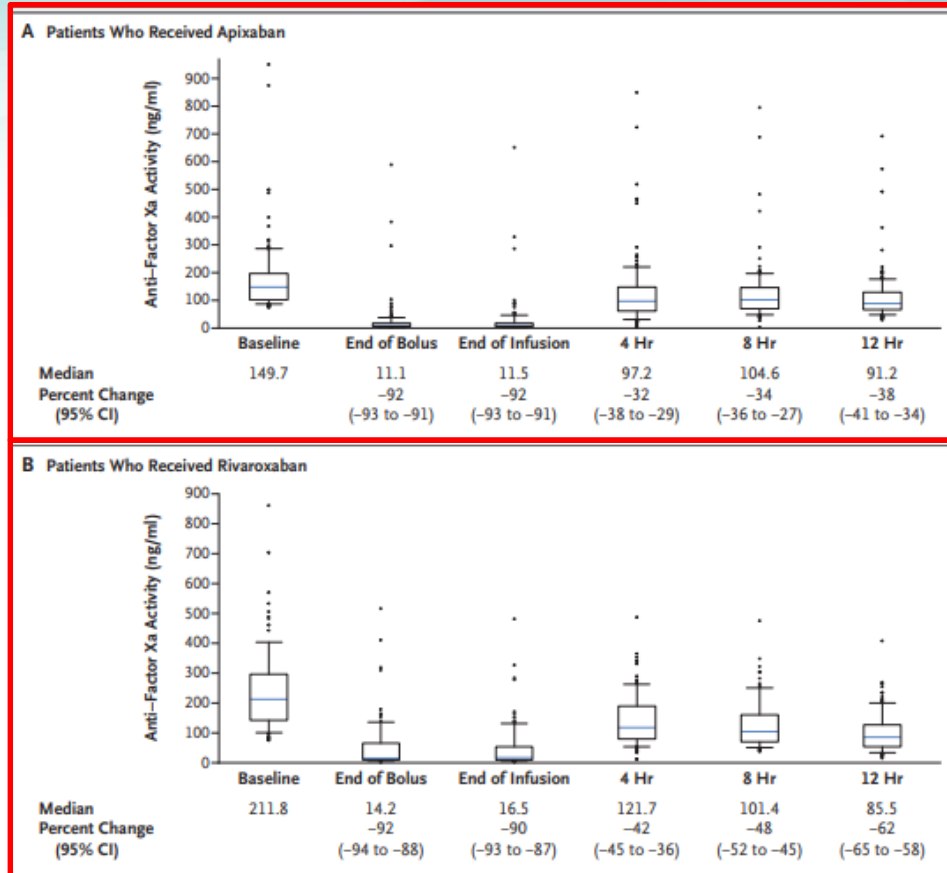 A Patients Who Received Apixaban
Anti–Factor Xa Activity (ng/ml)
900
800
700
600
500
400
300
200
100
0
Baseline End of Bolus End of Infusion 4 Hr 8 Hr 12 Hr
Median 149.7 11.1 11.5 97.2 104.6 91.2
Percent Change –92 –92 –32 –34 –38
(95% CI) (–93 to –91) (–93 to –91) (–38 to –29) (–36 to –27) (–41 to –34)
B Patients Who Received Rivaroxaban
Anti–Factor Xa Activity (ng/ml)
900
800
700
600
500
400
300
200
100
0
Baseline End of Bolus End of Infusion 4 Hr 8 Hr 12 Hr
Median 211.8 14.2 16.5 121.7 101.4 85.5
Percent Change –92 –90 –42 –48 –62
(95% CI) (–94 to –88) (–93 to –87) (–45 to –36) (–52 to –45) (–65 to –58)